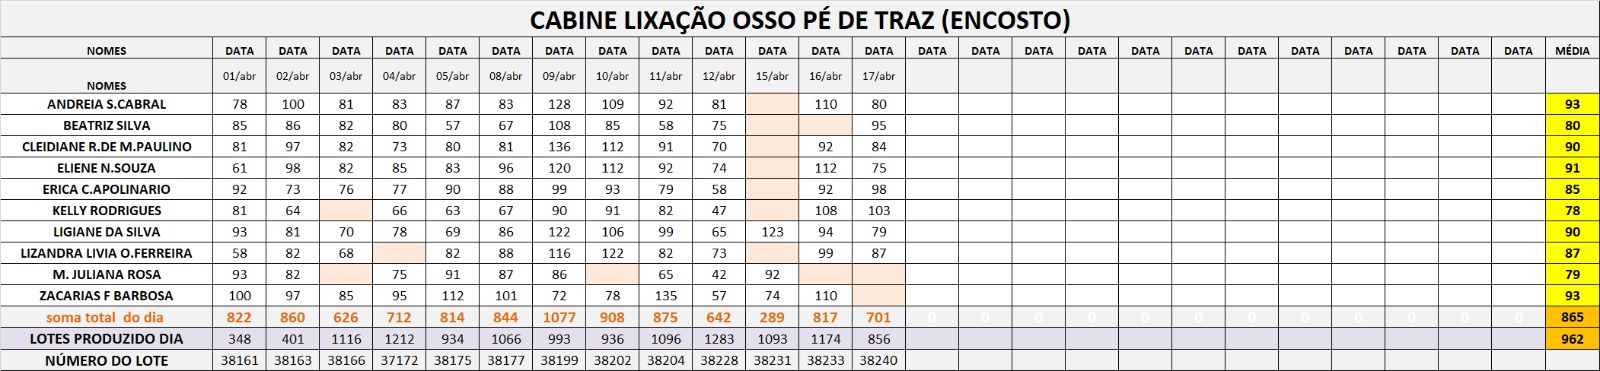 CABINE LIXAÇÃO OSSO PÉ DE TRAZ (ENCOSTO)
NOMES DATA DATA DATA DATA DATA DATA DATA DATA DATA DATA DATA DATA DATA DATA DATA DATA DATA DATA DATA DATA DATA DATA DATA DATA DATA MÉDIA
NOMES 01/abr 02/abr 03/abr 04/abr 05/abr 08/abr 09/abr 10/abr 11/abr 12/abr 15/abr 16/abr 17/abr
ANDREIA S.CABRAL 78 100 81 83 87 83 128 109 92 81 110 80 93
BEATRIZ SILVA 85 86 82 80 57 67 108 85 58 75 95 80
CLEIDIANE R.DE M.PAULINO 81 97 82 73 80 81 136 112 91 70 92 84 90
ELIENE N.SOUZA 61 98 82 85 83 96 120 112 92 74 112 75 91
ERICA C.APOLINARIO 92 73 76 77 90 88 99 93 79 58 92 98 85
KELLY RODRIGUES 81 64 66 63 67 90 91 82 47 108 103 78
LIGIANE DA SILVA 93 81 70 78 69 86 122 106 99 65 123 94 79 90
LIZANDRA LIVIA O.FERREIRA 58 82 68 82 88 116 122 82 73 99 87 87
M. JULIANA ROSA 93 82 75 91 87 86 65 42 92 79
ZACARIAS F BARBOSA 100 97 85 95 112 101 72 78 135 57 74 110 93
soma total do dia 822 860 626 712 814 844 1077 908 875 642 289 817 701 0 0 0 0 0 0 0 0 0 0 0 0 865
LOTES PRODUZIDO DIA 348 401 1116 1212 934 1066 993 936 1096 1283 1093 1174 856 962
NÚMERO DO LOTE 38161 38163 38166 37172 38175 38177 38199 38202 38204 38228 38231 38233 38240